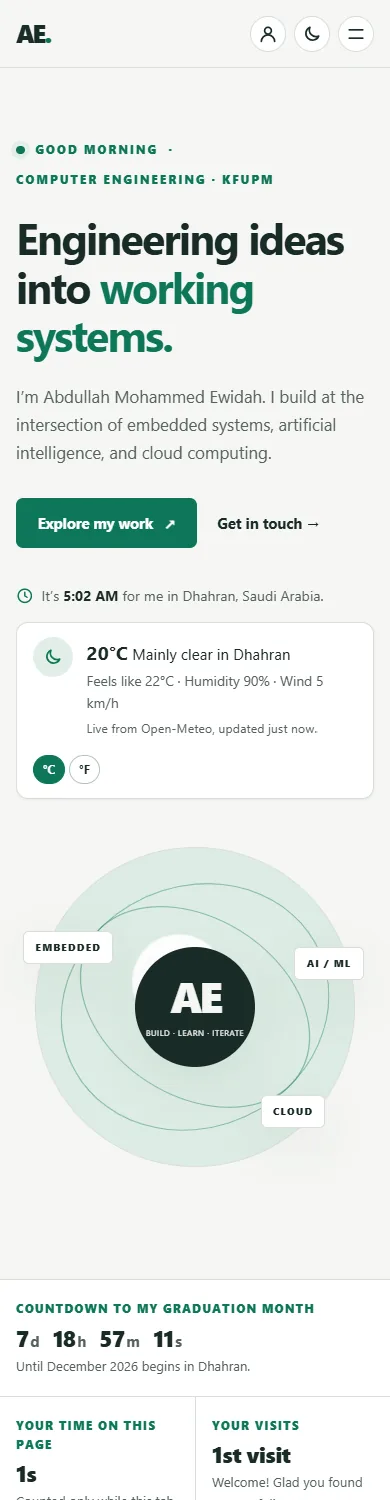 AE.
GOOD MORNING ·
COMPUTER ENGINEERING · KFUPM
Engineering ideas
into working
systems.
I’m Abdullah Mohammed Ewidah. I build at the
intersection of embedded systems, artificial
intelligence, and cloud computing.
Explore my work ↗
Get in touch →
It’s 5:02 AM for me in Dhahran, Saudi Arabia.
20°C Mainly clear in Dhahran
Feels like 22°C · Humidity 90% · Wind 5
km/h
Live from Open-Meteo, updated just now.
°C °F
EMBEDDED
AI / ML
AE
BUILD · LEARN · ITERATE
CLOUD
COUNTDOWN TO MY GRADUATION MONTH
7d 18h 57m 11s
Until December 2026 begins in Dhahran.
YOUR TIME ON THIS
PAGE
1s
YOUR VISITS
1st visit
Welcome! Glad you found